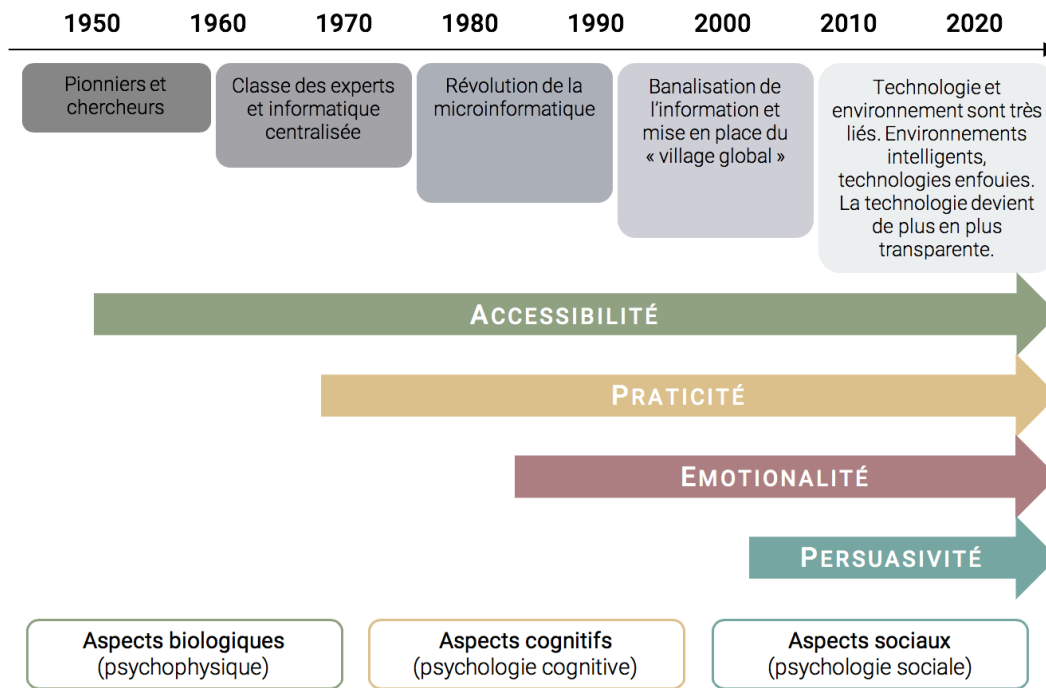 1950 1960 1970 1980 1990 2000 2010 2020
Pionniers et
chercheurs
Classe des experts
et informatique
centralisée
Révolution de la
microinformatique
Banalisation de
l’information et
mise en place du
« village global »
Technologie et
environnement sont très
liés. Environnements
intelligents,
technologies enfouies.
La technologie devient
de plus en plus
transparente.
ACCESSIBILITÉ
PRATICITÉ
EMOTIONALITÉ
PERSUASIVITÉ
Aspects biologiques
(psychophysique)
Aspects cognitifs
(psychologie cognitive)
Aspects sociaux
(psychologie sociale)